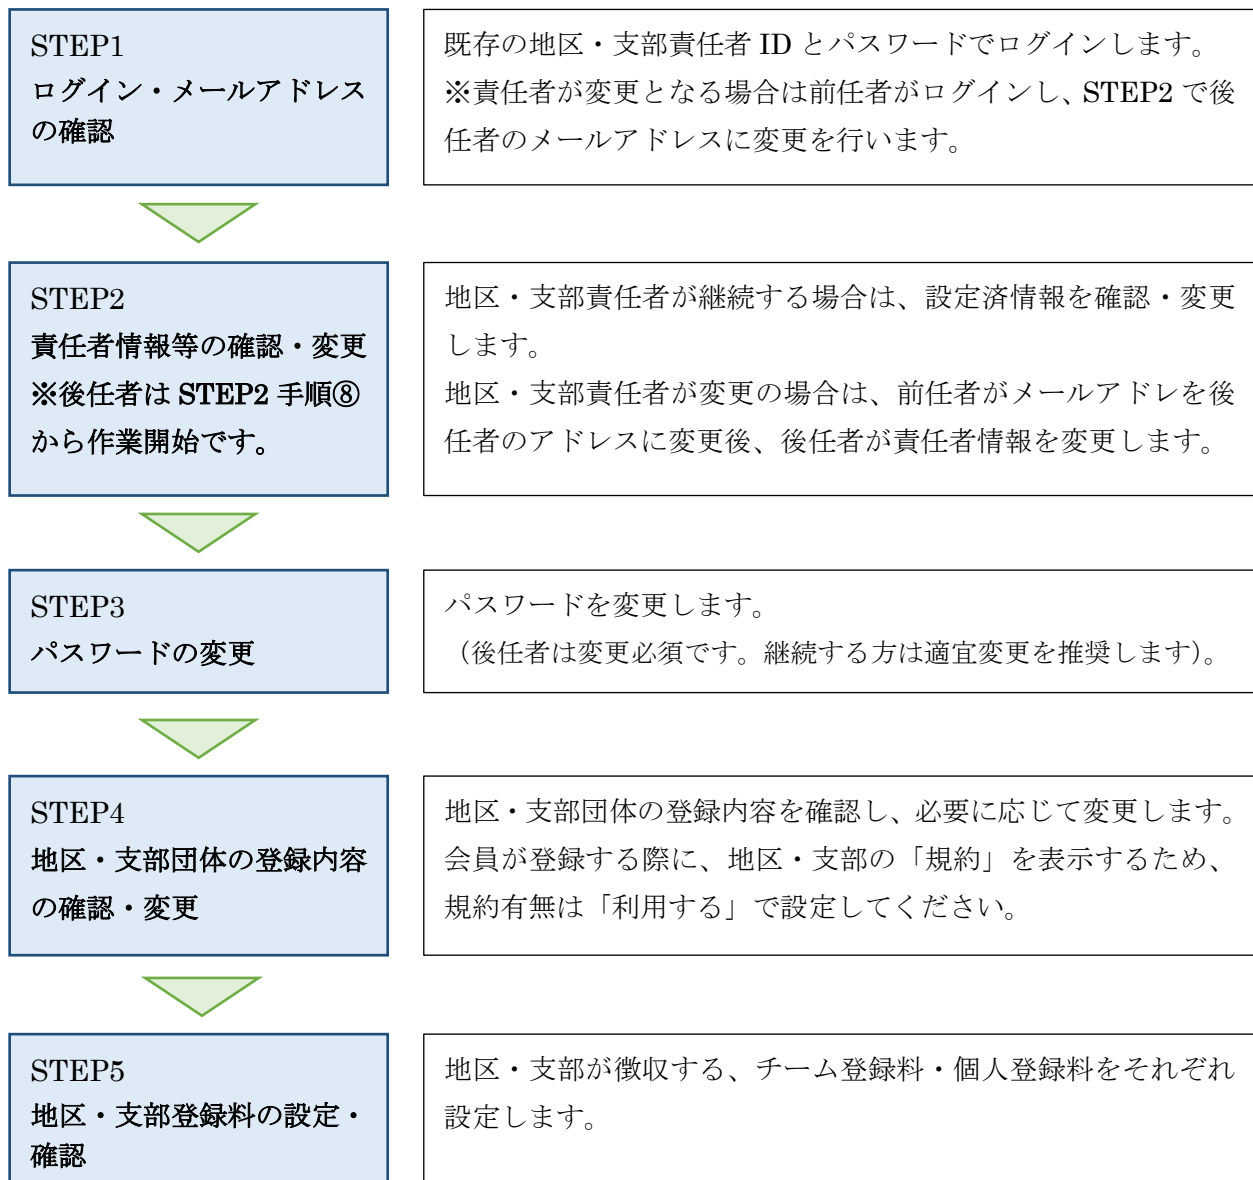 STEP1
ログイン・メールアドレス
の確認
既存の地区・支部責任者 ID とパスワードでログインします。
※責任者が変更となる場合は前任者がログインし、STEP2 で後
任者のメールアドレスに変更を行います。
STEP2
責任者情報等の確認・変更
※後任者は STEP2 手順⑧
から作業開始です。
地区・支部責任者が継続する場合は、設定済情報を確認・変更
します。
地区・支部責任者が変更の場合は、前任者がメールアドレを後
任者のアドレスに変更後、後任者が責任者情報を変更します。
STEP3
パスワードの変更
パスワードを変更します。
（後任者は変更必須です。継続する方は適宜変更を推奨します）。
STEP4
地区・支部団体の登録内容
の確認・変更
地区・支部団体の登録内容を確認し、必要に応じて変更します。
会員が登録する際に、地区・支部の「規約」を表示するため、
規約有無は「利用する」で設定してください。
STEP5
地区・支部登録料の設定・
確認
地区・支部が徴収する、チーム登録料・個人登録料をそれぞれ
設定します。